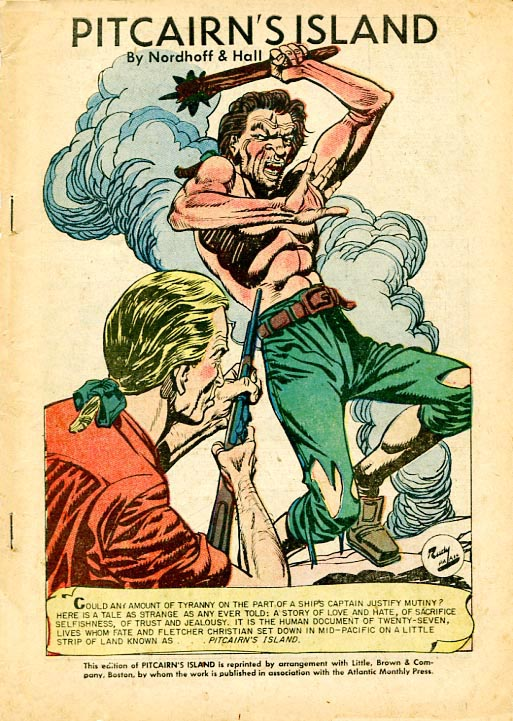 PITCAIRN'S ISLAND
By Nordhoff & Hall
COULD ANY AMOUNT OF TYRANNY ON THE PART OF A SHIP'S CAPTAIN JUSTIFY MUTINY?
HERE IS A TALE AS STRANGE AS ANY EVER TOLD: A STORY OF LOVE AND HATE, OF SACRIFICE
SELFISHNESS, OF TRUST AND JEALOUSY. IT IS THE HUMAN DOCUMENT OF TWENTY-SEVEN,
LIVES WHOM FATE AND FLETCHER CHRISTIAN SET DOWN IN MID-PACIFIC ON A LITTLE
STRIP OF LAND KNOWN AS . . . PITCAIRN'S ISLAND.
This edition of PITCAIRN'S ISLAND is reprinted by arrangement with Little, Brown & Com-
pany, Boston, by whom the work is published in association with the Atlantic Monthly Press.